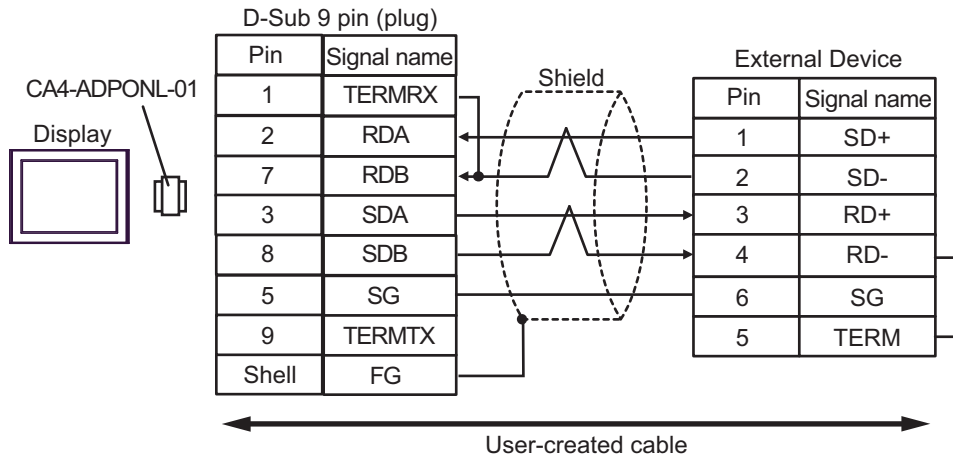 D-Sub 9 pin (plug)
Pin Signal name
1 TERMRX
2 RDA
7 RDB
3 SDA
8 SDB
5 SG
9 TERMTX
Shell FG
CA4-ADPONL-01
Display
Shield
External Device
Pin Signal name
1 SD+
2 SD-
3 RD+
4 RD-
6 SG
5 TERM
User-created cable